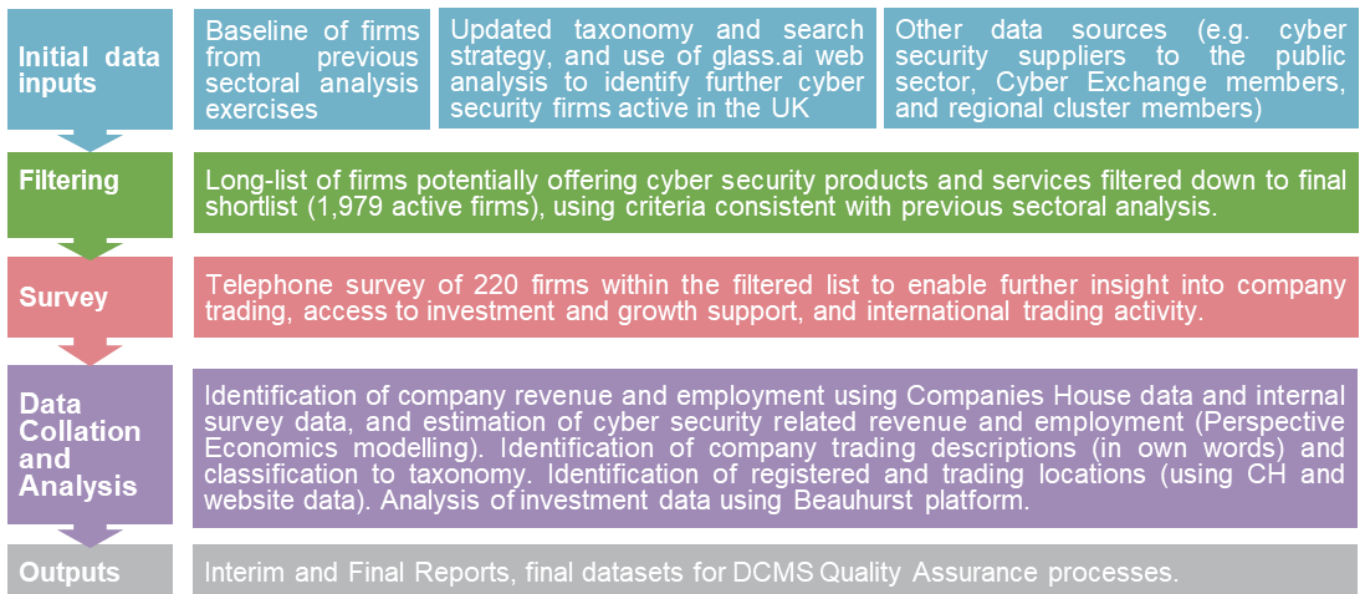 Initial data
inputs
Baseline of firms
from previous
sectoral analysis
exercises
Updated taxonomy and search
strategy, and use of glass.ai web
analysis to identify further cyber
security firms active in the UK
Other data sources (e.g. cyber
security suppliers to the public
sector, Cyber Exchange members,
and regional cluster members)
Filtering
Long-list of firms potentially offering cyber security products and services filtered down to final
shortlist (1,979 active firms), using criteria consistent with previous sectoral analysis.
Survey
Telephone survey of 220 firms within the filtered list to enable further insight into company
trading, access to investment and growth support, and international trading activity.
Data
Collation
and
Analysis
Identification of company revenue and employment using Companies House data and internal
survey data, and estimation of cyber security related revenue and employment (Perspective
Economics modelling). Identification of company trading descriptions (in own words) and
classification to taxonomy. Identification of registered and trading locations (using CH and
website data). Analysis of investment data using Beauhurst platform.
Outputs
Interim and Final Reports, final datasets for DCMS Quality Assurance processes.